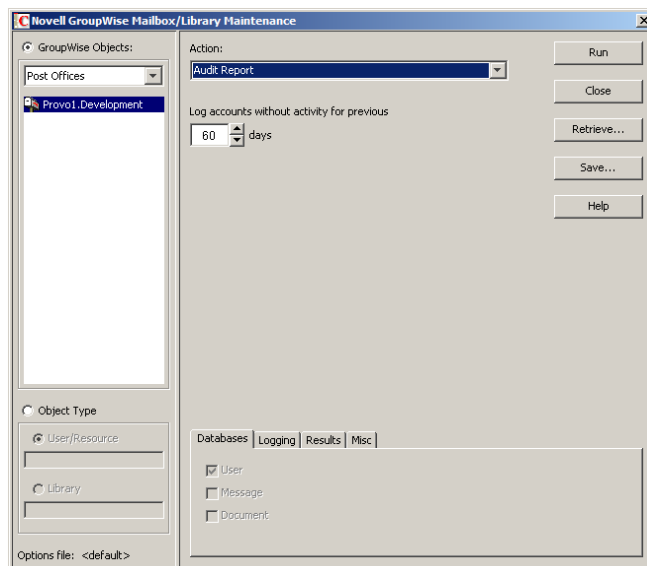 Novell GroupWise Mailbox/Library Maintenance
GroupWise Objects:
Post Offices
Provo1.Development
Object Type
User/Resource
Library
Options file: <default>
Action:
Audit Report
Log accounts without activity for previous
60 days
Databases Logging Results Misc
User
Message
Document
Run
Close
Retrieve...
Save...
Help